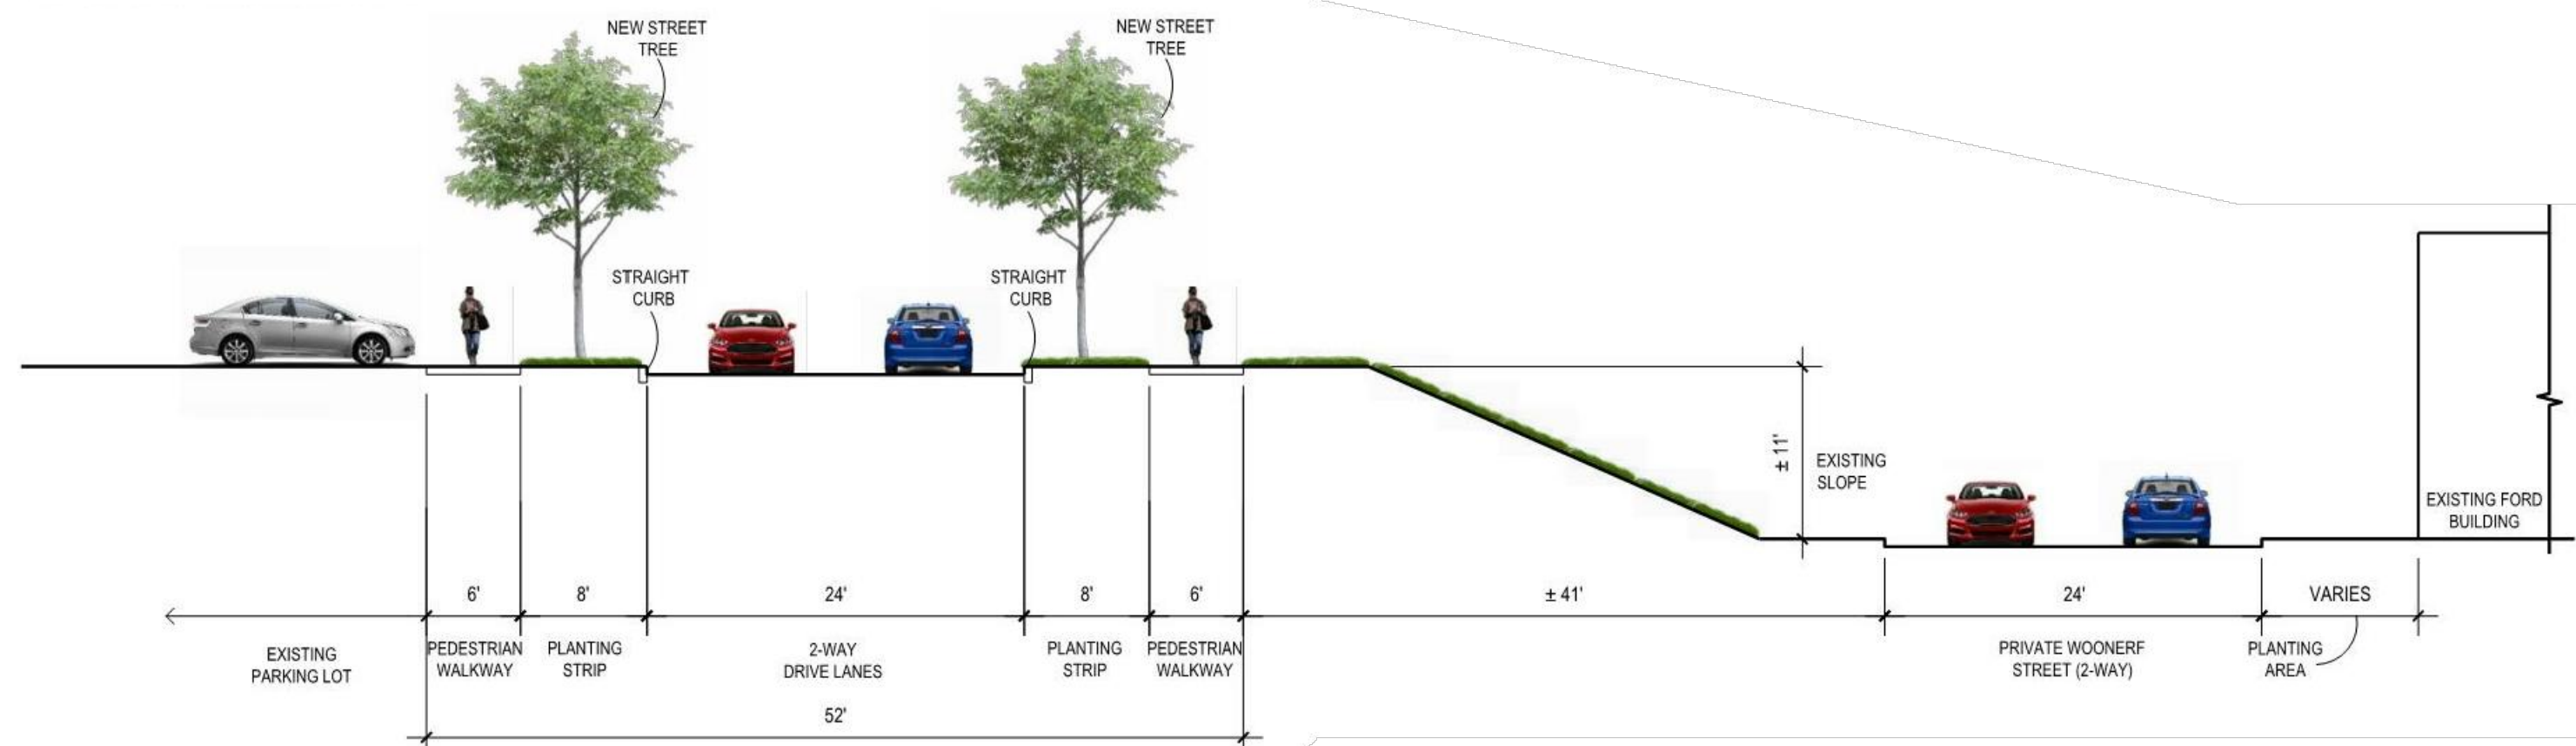 NEW STREET
TREE
NEW STREET
TREE
STRAIGHT
CURB
STRAIGHT
CURB
± 11'
EXISTING
SLOPE
EXISTING FORD
BUILDING
6'
8'
24'
8'
6'
± 41'
24'
VARIES
EXISTING
PARKING LOT
PEDESTRIAN
WALKWAY
PLANTING
STRIP
2-WAY
DRIVE LANES
PLANTING
STRIP
PEDESTRIAN
WALKWAY
PRIVATE WOONERF
STREET (2-WAY)
PLANTING
AREA
52'